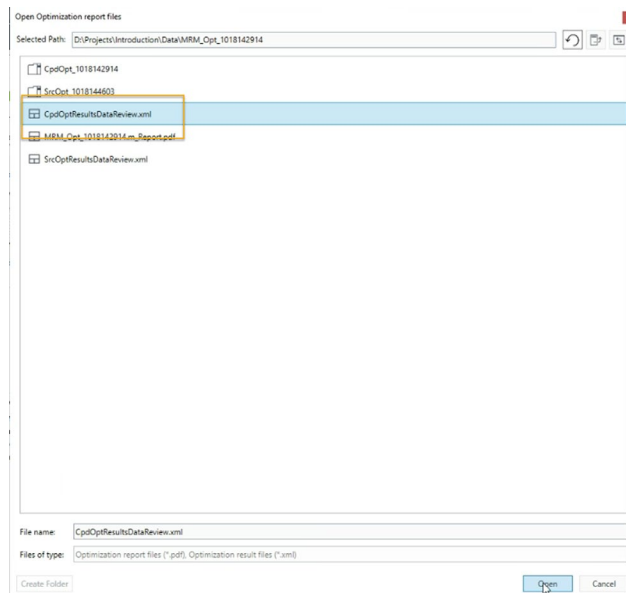 Open Optimization report files
Selected Path: D:\Projects\Introduction\Data\MRM_Opt_1018142914
CpdOpt_1018142914
SrcOpt_1018144603
CpdOptResultsDataReview.xml
MRM_Opt_1018142914.m_Report.pdf
SrcOptResultsDataReview.xml
File name: CpdOptResultsDataReview.xml
Files of type: Optimization report files (*.pdf), Optimization result files (*.xml)
Create Folder Open Cancel